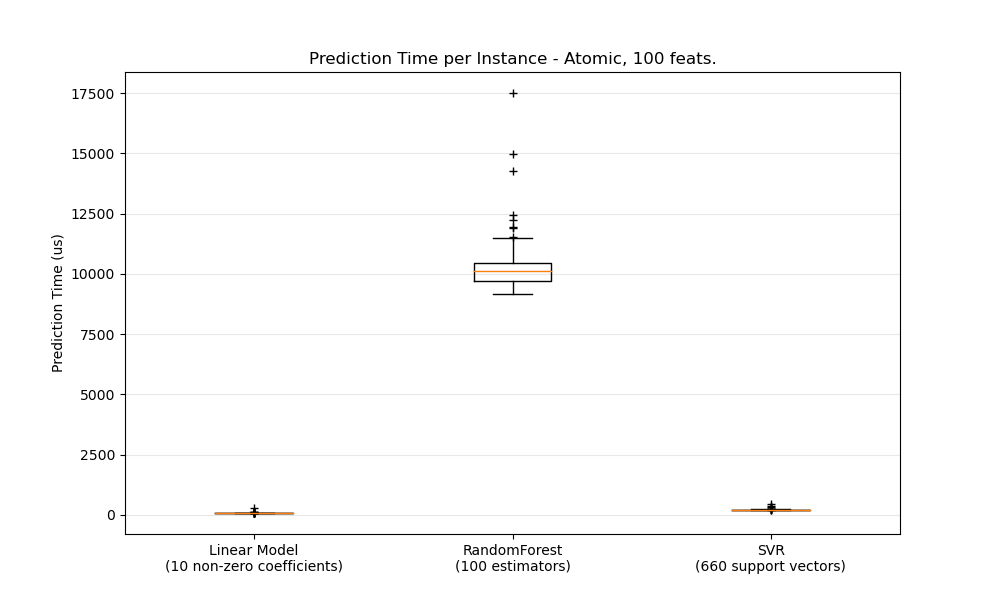 Prediction Time per Instance - Atomic, 100 feats.
Prediction Time (us)
17500
15000
12500
10000
7500
5000
2500
0
Linear Model
(10 non-zero coefficients)
RandomForest
(100 estimators)
SVR
(660 support vectors)